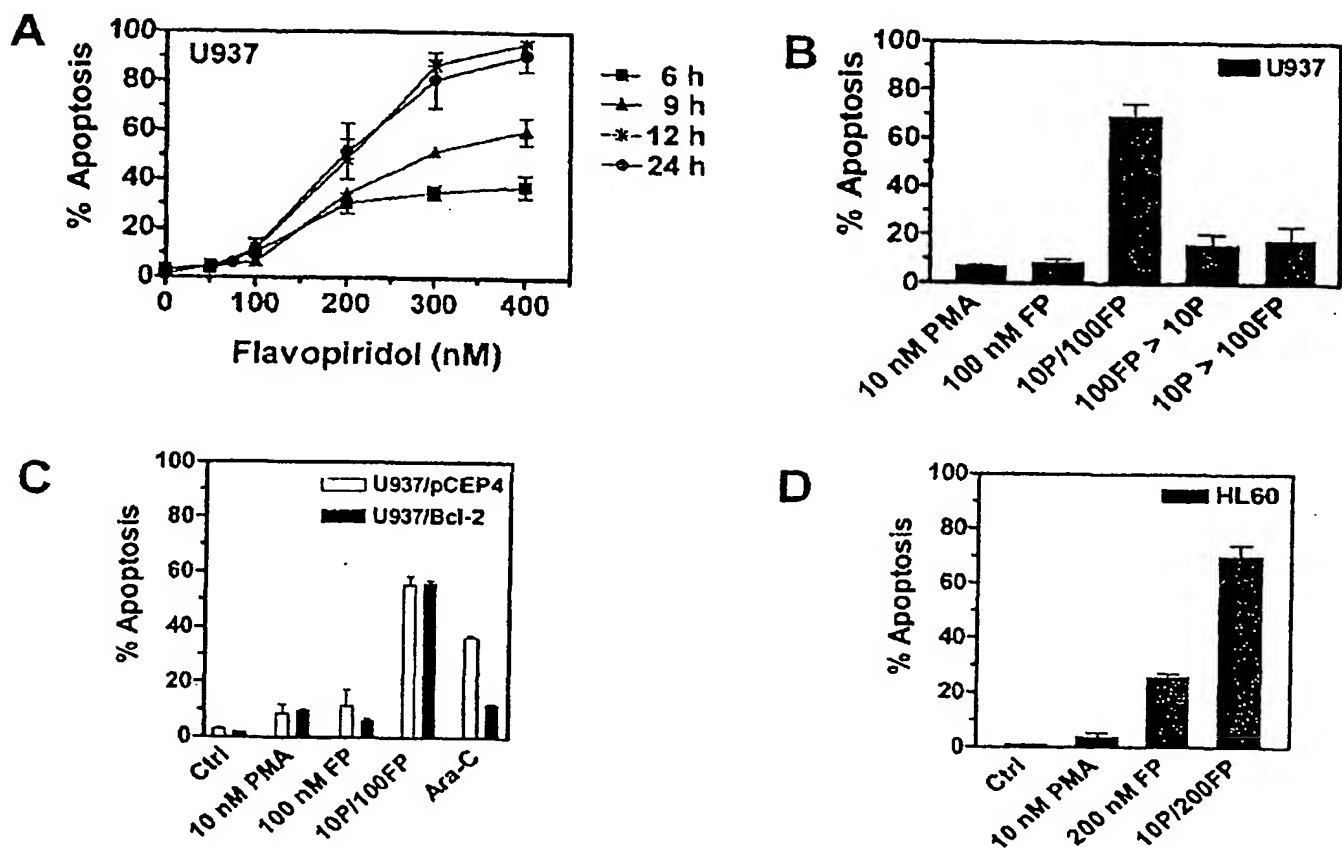 A
U937
% Apoptosis
100
80
60
40
20
0
0
100
200
300
400
Flavopiridol (nM)
6 h
9 h
12 h
24 h
B
U937
% Apoptosis
100
80
60
40
20
0
10 nM PMA
100 nM FP
10P/100FP
100FP > 10P
10P > 100FP
C
U937/pCEP4
U937/Bcl-2
% Apoptosis
100
80
60
40
20
0
Ctrl
10 nM PMA
100 nM FP
10P/100FP
Ara-C
D
HL60
% Apoptosis
100
80
60
40
20
0
Ctrl
10 nM PMA
200 nM FP
10P/200FP